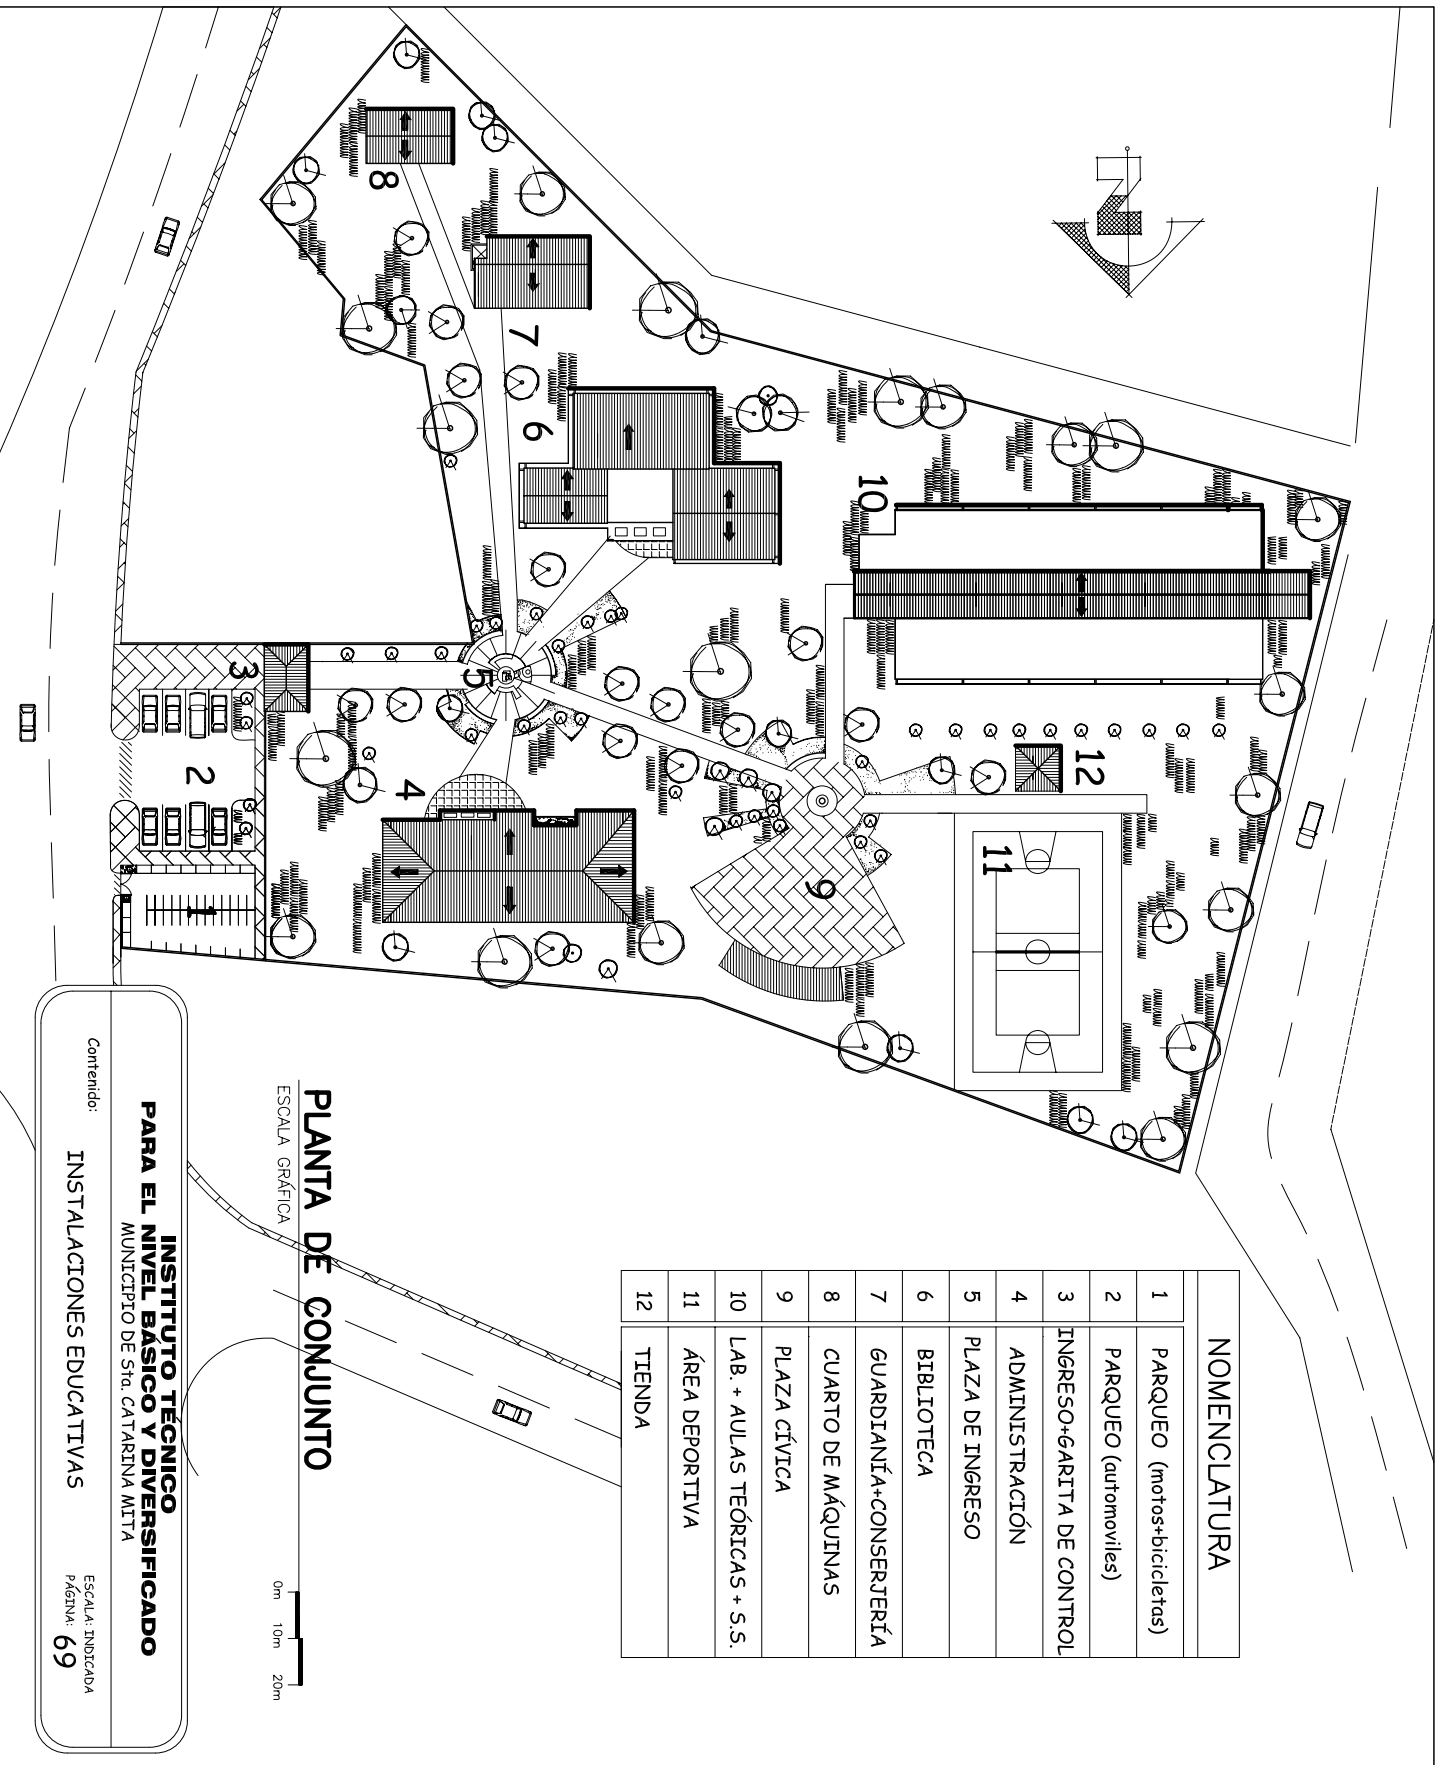 N
8
7
6
10
5
3
12
4
2
11
9
1
NOMENCLATURA
1 PARQUEO (motos+bicicletas)
2 PARQUEO (automoviles)
3 INGRESO+GARITA DE CONTROL
4 ADMINISTRACIÓN
5 PLAZA DE INGRESO
6 BIBLIOTECA
7 GUARDIANÍA+CONSERJERÍA
8 CUARTO DE MÁQUINAS
9 PLAZA CÍVICA
10 LAB. + AULAS TEÓRICAS + S.S.
11 ÁREA DEPORTIVA
12 TIENDA
PLANTA DE CONJUNTO
ESCALA GRÁFICA
0m 10m 20m
INSTITUTO TECNICO
PARA EL NIVEL BÁSICO Y DIVERSIFICADO
MUNICIPIO DE Sta. CATARINA MITA
Contenido:
INSTALACIONES EDUCATIVAS
ESCALA: INDICADA
PÁGINA: 69